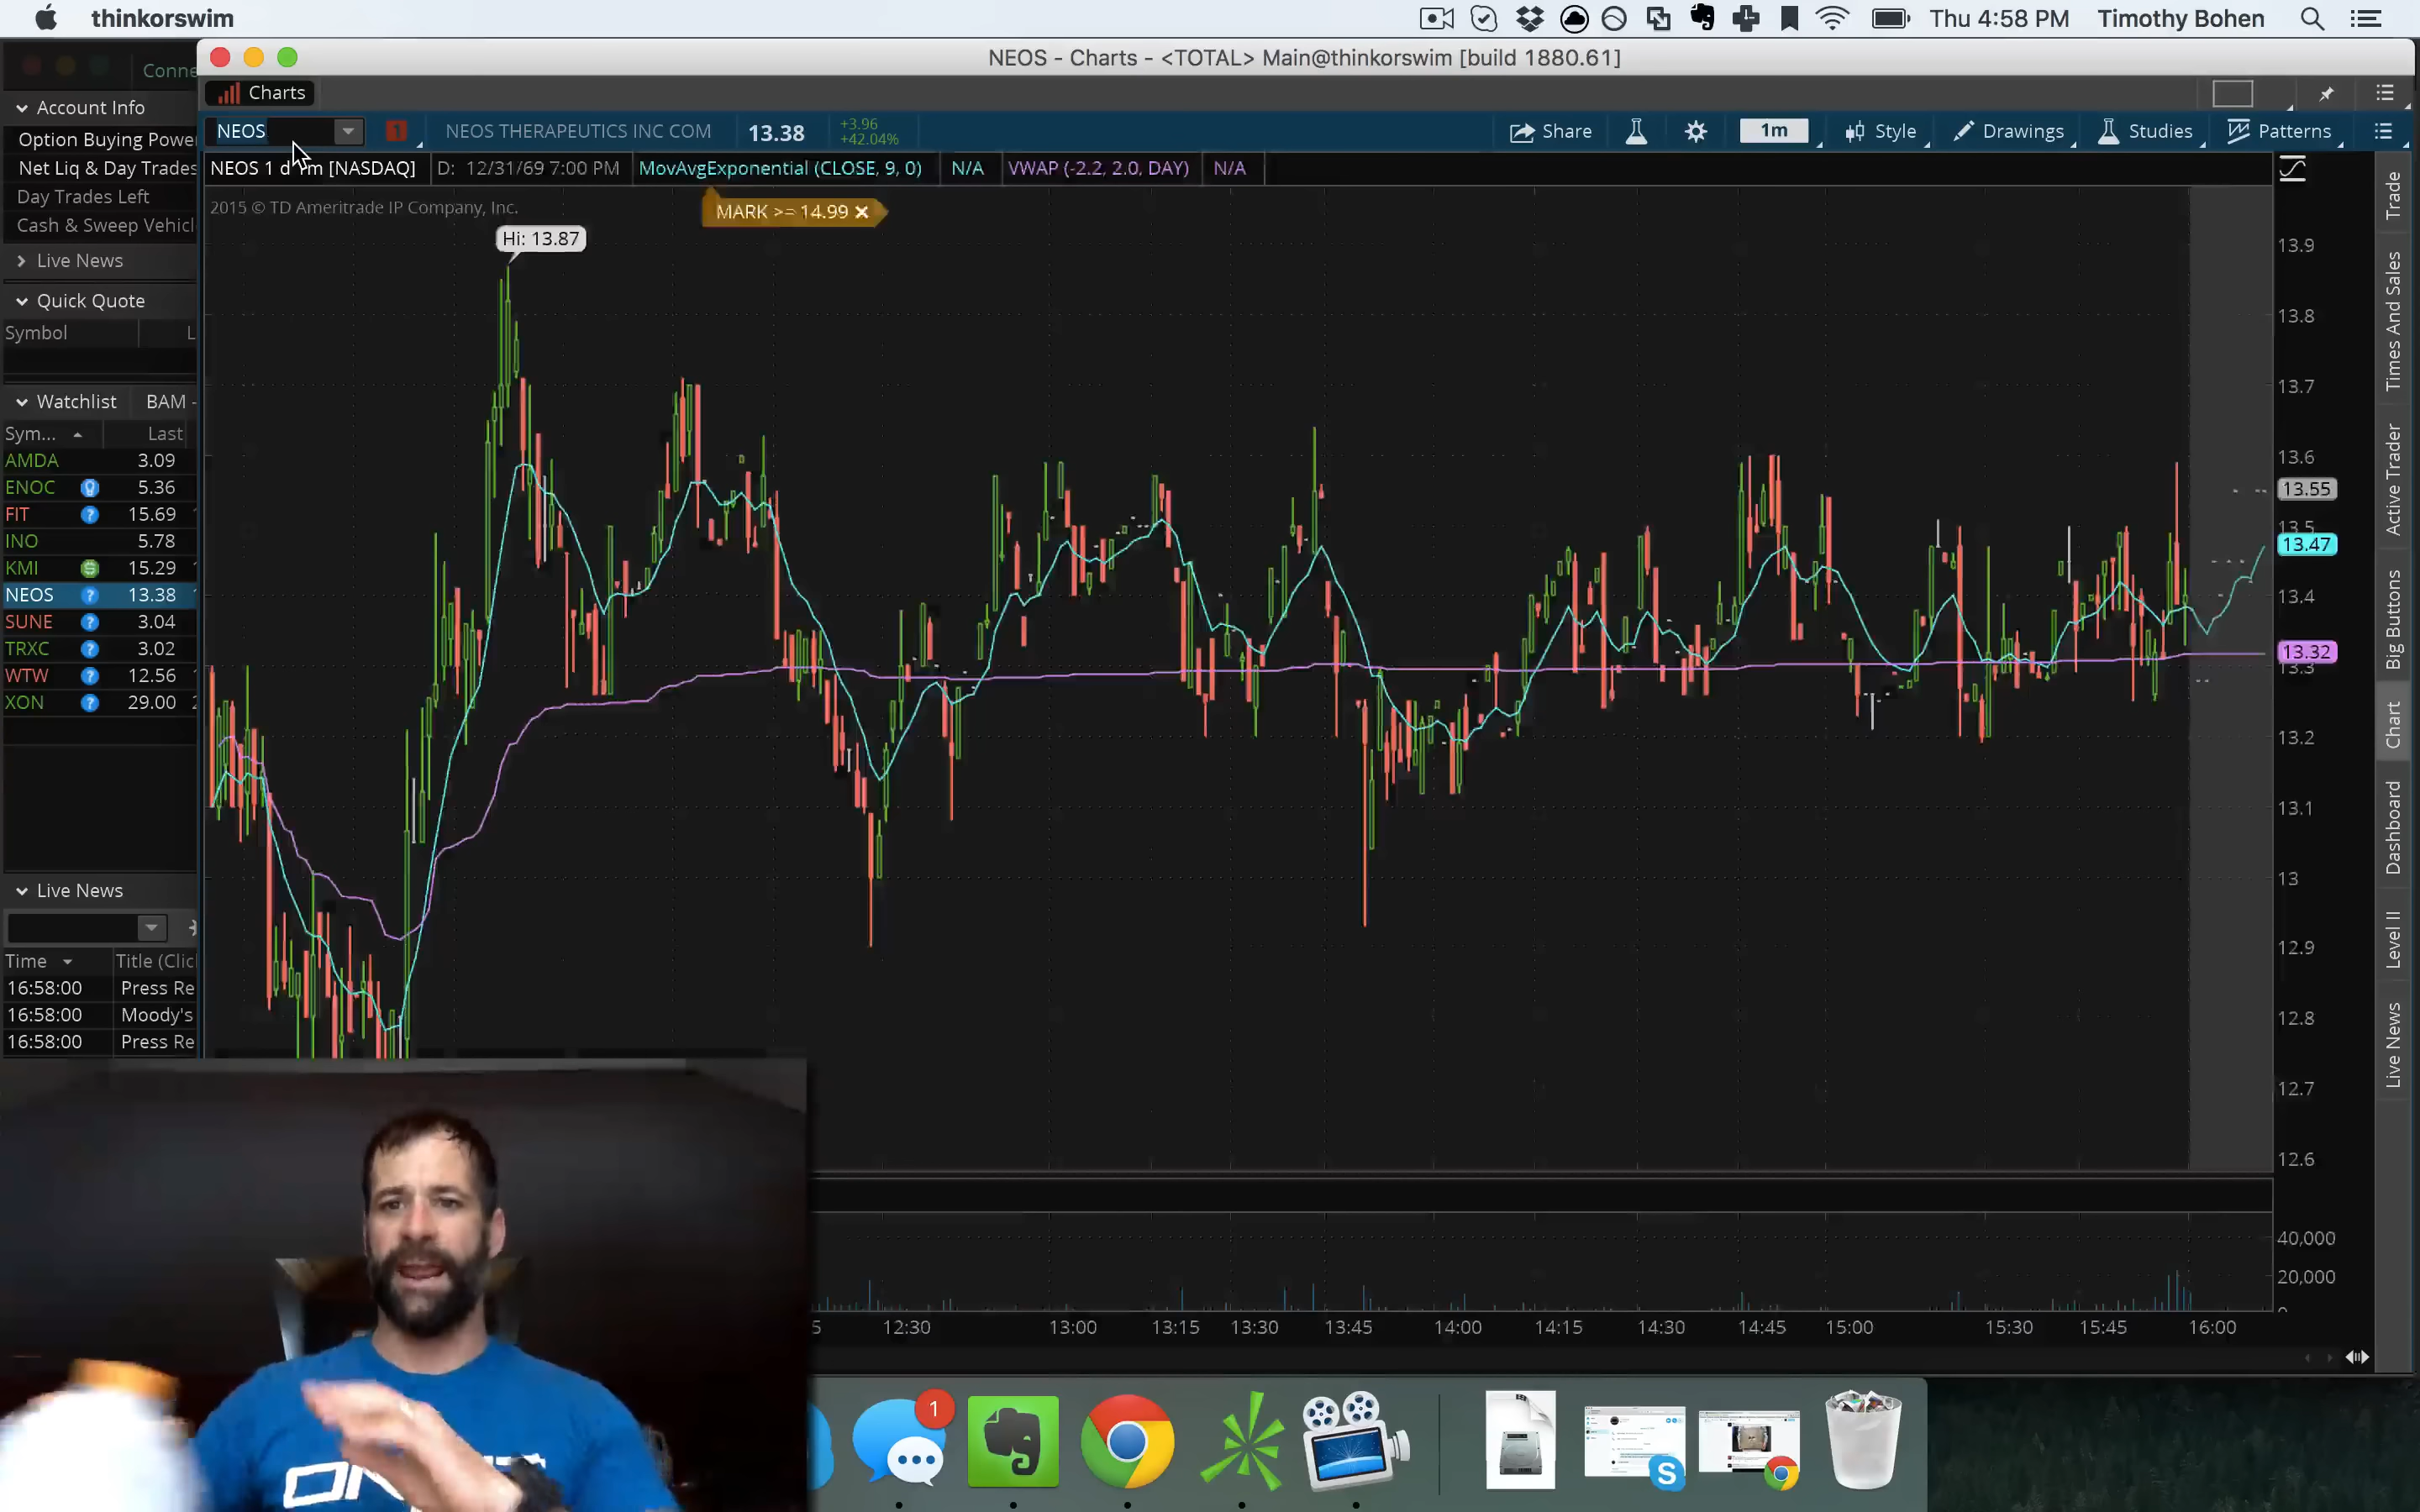 thinkorswim
Thu 4:58 PM Timothy Bohen
NEOS - Charts - <TOTAL> Main@thinkorswim [build 1880.61]
Conne
Charts
Account Info
Option Buying Powe
Net Liq & Day Trades
Day Trades Left
Cash & Sweep Vehicl
Live News
Quick Quote
Symbol L
Watchlist BAM -
Sym... Last
AMDA 3.09
ENOC 5.36
FIT 15.69
INO 5.78
KMI 15.29
NEOS 13.38
SUNE 3.04
TRXC 3.02
WTW 12.56
XON 29.00
Live News
Time Title (Clic
16:58:00 Press Re
16:58:00 Moody's
16:58:00 Press Re
NEOS 1 NEOS THERAPEUTICS INC COM 13.38 +3.96
+42.04%
Share 1m Style Drawings Studies Patterns
NEOS 1 d m [NASDAQ] D: 12/31/69 7:00 PM MovAvgExponential (CLOSE, 9, 0) N/A VWAP (-2.2, 2.0, DAY) N/A
2015 © TD Ameritrade IP Company, Inc.
MARK >= 14.99
Hi: 13.87
13.9
13.8
13.7
13.6
13.55
13.5
13.47
13.4
13.32
13.3
13.2
13.1
13
12.9
12.8
12.7
12.6
40,000
20,000
0
5 12:30 13:00 13:15 13:30 13:45 14:00 14:15 14:30 14:45 15:00 15:30 15:45 16:00
Trade
Times And Sales
Active Trader
Big Buttons
Chart
Dashboard
Level II
Live News
1
S